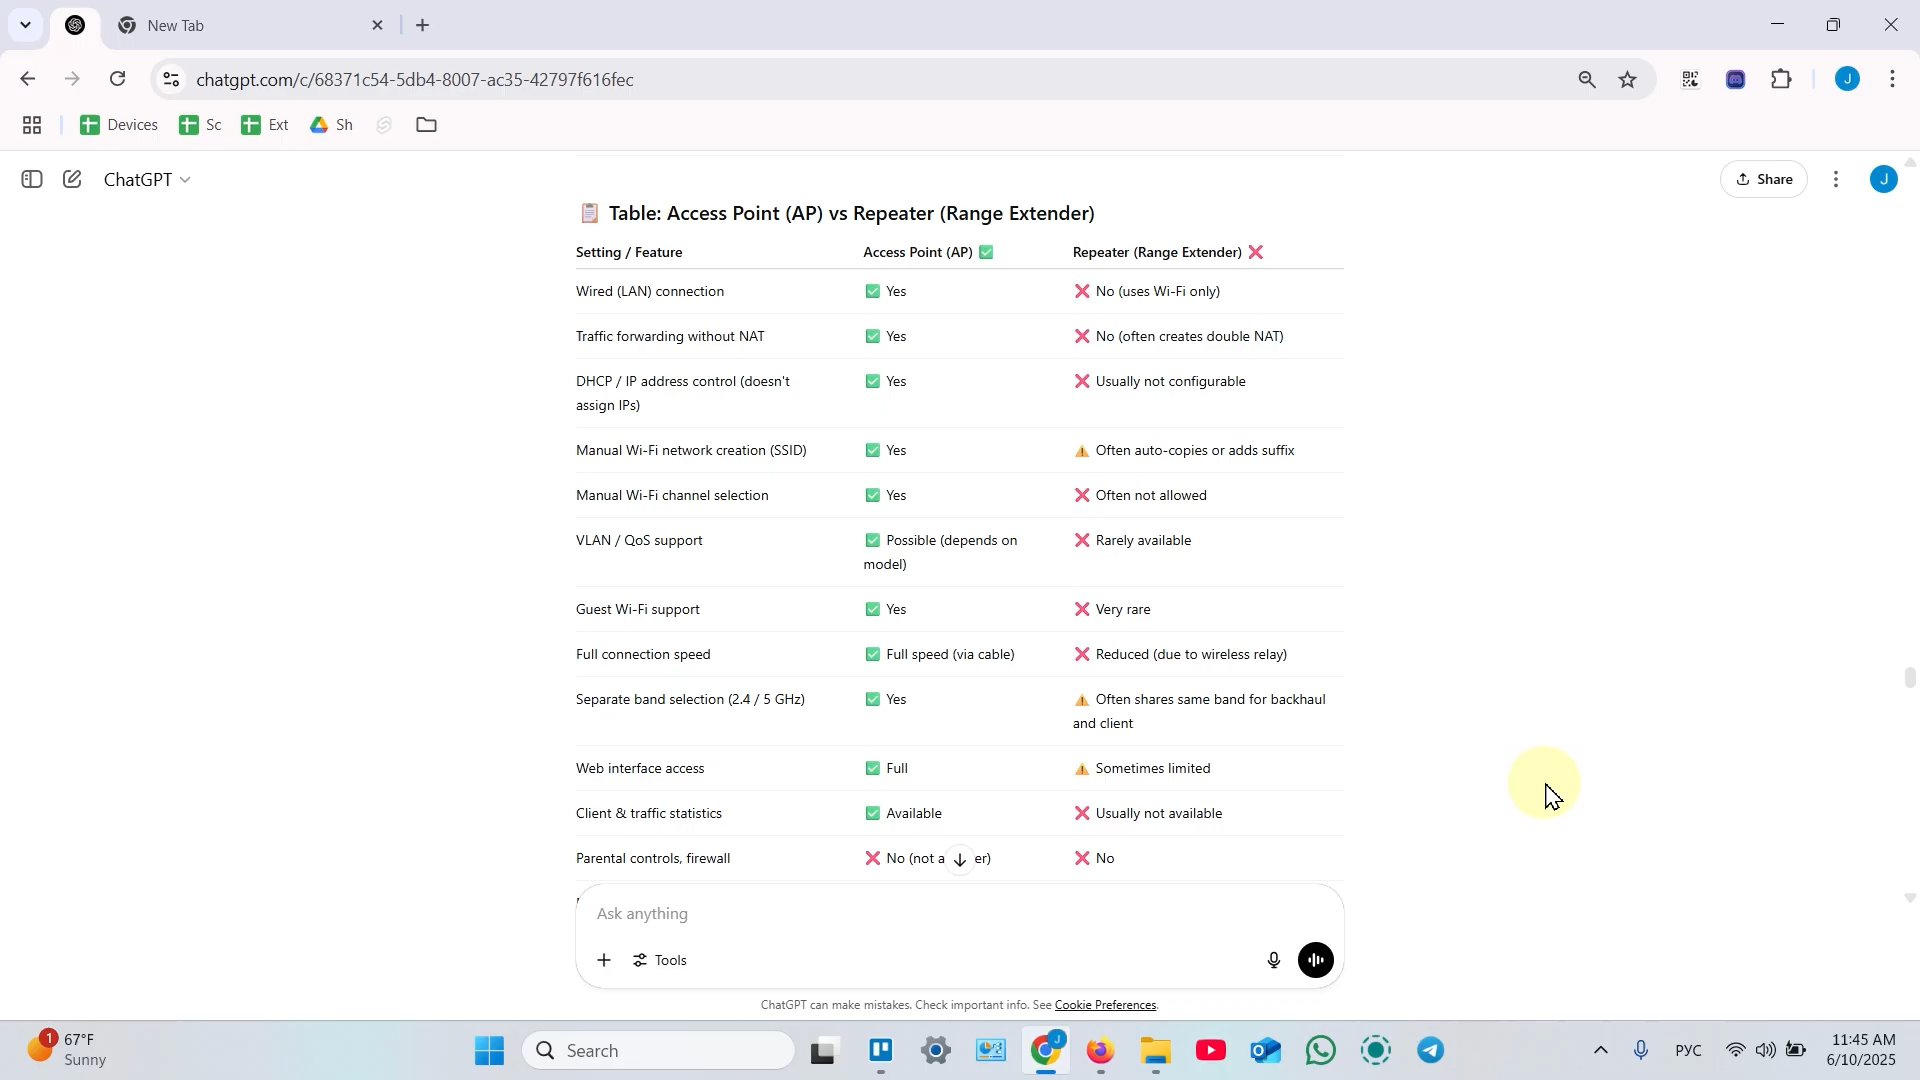 New Tab
chatgpt.com/c/68371c54-5db4-8007-ac35-42797f616fec
J
Devices
Sc
Ext
Sh
ChatGPT
Share
J
Table: Access Point (AP) vs Repeater (Range Extender)
Setting / Feature
Access Point (AP) ✅
Repeater (Range Extender) ❌
Wired (LAN) connection
✅ Yes
❌ No (uses Wi-Fi only)
Traffic forwarding without NAT
✅ Yes
❌ No (often creates double NAT)
DHCP / IP address control (doesn't
assign IPs)
✅ Yes
❌ Usually not configurable
Manual Wi-Fi network creation (SSID)
✅ Yes
⚠️ Often auto-copies or adds suffix
Manual Wi-Fi channel selection
✅ Yes
❌ Often not allowed
VLAN / QoS support
✅ Possible (depends on
model)
❌ Rarely available
Guest Wi-Fi support
✅ Yes
❌ Very rare
Full connection speed
✅ Full speed (via cable)
❌ Reduced (due to wireless relay)
Separate band selection (2.4 / 5 GHz)
✅ Yes
⚠️ Often shares same band for backhaul
and client
Web interface access
✅ Full
⚠️ Sometimes limited
Client & traffic statistics
✅ Available
❌ Usually not available
Parental controls, firewall
❌ No (not a er)
❌ No
Ask anything
Tools
ChatGPT can make mistakes. Check important info. See Cookie Preferences.
1
67°F
Sunny
Search
J
РУС
11:45 AM
6/10/2025